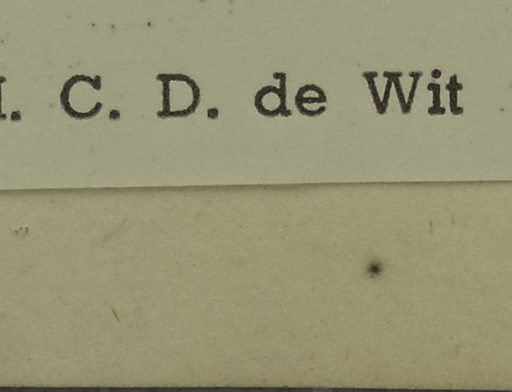 . C. D. de Wit